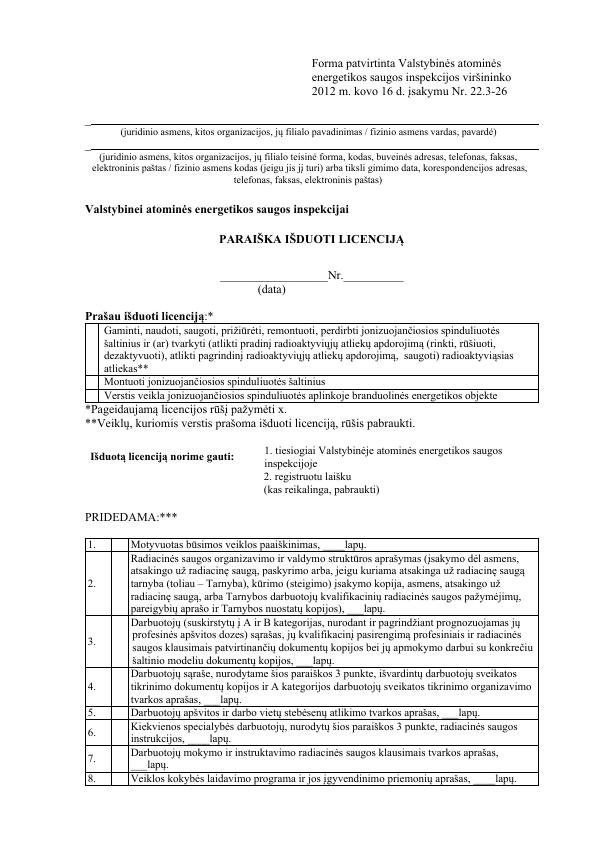 Forma patvirtinta Valstybinės atominės
energetikos saugos inspekcijos viršininko
2012 m. kovo 16 d. įsakymu Nr. 22.3-26
(juridinio asmens, kitos organizacijos, jų filialo pavadinimas / fizinio asmens vardas, pavardė)
(juridinio asmens, kitos organizacijos, jų filialo teisinė forma, kodas, buveinės adresas, telefonas, faksas,
elektroninis paštas / fizinio asmens kodas (jeigu jis jį turi) arba tiksli gimimo data, korespondencijos adresas,
telefonas, faksas, elektroninis paštas)
Valstybinei atominės energetikos saugos inspekcijai
PARAIŠKA IŠDUOTI LICENCIJĄ
__________________Nr.__________
(data)
Prašau išduoti licenciją:*
Gaminti, naudoti, saugoti, prižiūrėti, remontuoti, perdirbti jonizuojančiosios spinduliuotės
šaltinius ir (ar) tvarkyti (atlikti pradinį radioaktyviųjų atliekų apdorojimą (rinkti, rūšiuoti,
dezaktyvuoti), atlikti pagrindinį radioaktyviųjų atliekų apdorojimą, saugoti) radioaktyviąsias
atliekas**
Montuoti jonizuojančiosios spinduliuotės šaltinius
Verstis veikla jonizuojančiosios spinduliuotės aplinkoje branduolinės energetikos objekte
*Pageidaujamą licencijos rūšį pažymėti x.
**Veiklų, kuriomis verstis prašoma išduoti licenciją, rūšis pabraukti.
Išduotą licenciją norime gauti:
1. tiesiogiai Valstybinėje atominės energetikos saugos
inspekcijoje
2. registruotu laišku
(kas reikalinga, pabraukti)
PRIDEDAMA:***
1. Motyvuotas būsimos veiklos paaiškinimas, ____lapų.
2. Radiacinės saugos organizavimo ir valdymo struktūros aprašymas (įsakymo dėl asmens,
atsakingo už radiacinę saugą, paskyrimo arba, jeigu kuriama atsakinga už radiacinę saugą
tarnyba (toliau – Tarnyba), kūrimo (steigimo) įsakymo kopija, asmens, atsakingo už
radiacinę saugą, arba Tarnybos darbuotojų kvalifikacinių radiacinės saugos pažymėjimų,
pareigybių aprašo ir Tarnybos nuostatų kopijos), ___lapų.
3. Darbuotojų (suskirstytų į A ir B kategorijas, nurodant ir pagrindžiant prognozuojamas jų
profesinės apšvitos dozes) sąrašas, jų kvalifikacinį pasirengimą profesiniais ir radiacinės
saugos klausimais patvirtinančių dokumentų kopijos bei jų apmokymo darbui su konkrečiu
šaltinio modeliu dokumentų kopijos, ___lapų.
4. Darbuotojų sąraše, nurodytame šios paraiškos 3 punkte, išvardintų darbuotojų sveikatos
tikrinimo dokumentų kopijos ir A kategorijos darbuotojų sveikatos tikrinimo organizavimo
tvarkos aprašas, ___lapų.
5. Darbuotojų apšvitos ir darbo vietų stebėsenų atlikimo tvarkos aprašas, ___lapų.
6. Kiekvienos specialybės darbuotojų, nurodytų šios paraiškos 3 punkte, radiacinės saugos
instrukcijos, ____lapų.
7. Darbuotojų mokymo ir instruktavimo radiacinės saugos klausimais tvarkos aprašas,
___lapų.
8. Veiklos kokybės laidavimo programa ir jos įgyvendinimo priemonių aprašas, ____lapų.